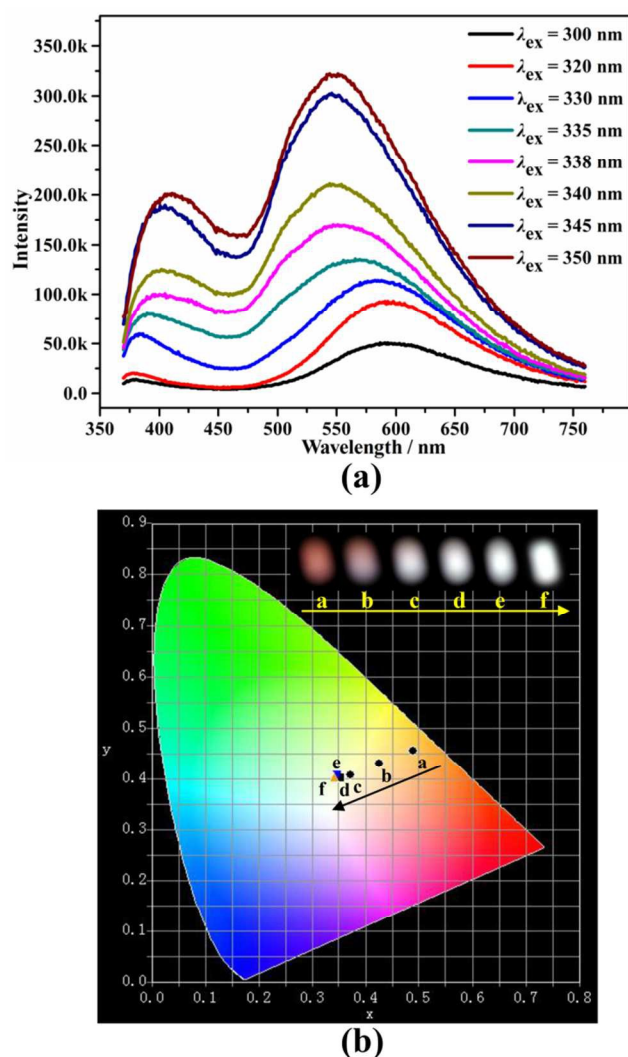 350.0k
300.0k
250.0k
200.0k
150.0k
100.0k
50.0k
0.0
Intensity
350 400 450 500 550 600 650 700 750
Wavelength / nm
λex = 300 nm
λex = 320 nm
λex = 330 nm
λex = 335 nm
λex = 338 nm
λex = 340 nm
λex = 345 nm
λex = 350 nm
(a)
0.9
0.8
0.7
0.6
0.5
0.4
0.3
0.2
0.1
0.0
y
a b c d e f
e
f d c b a
0.0 0.1 0.2 0.3 0.4 0.5 0.6 0.7 0.8
x
(b)